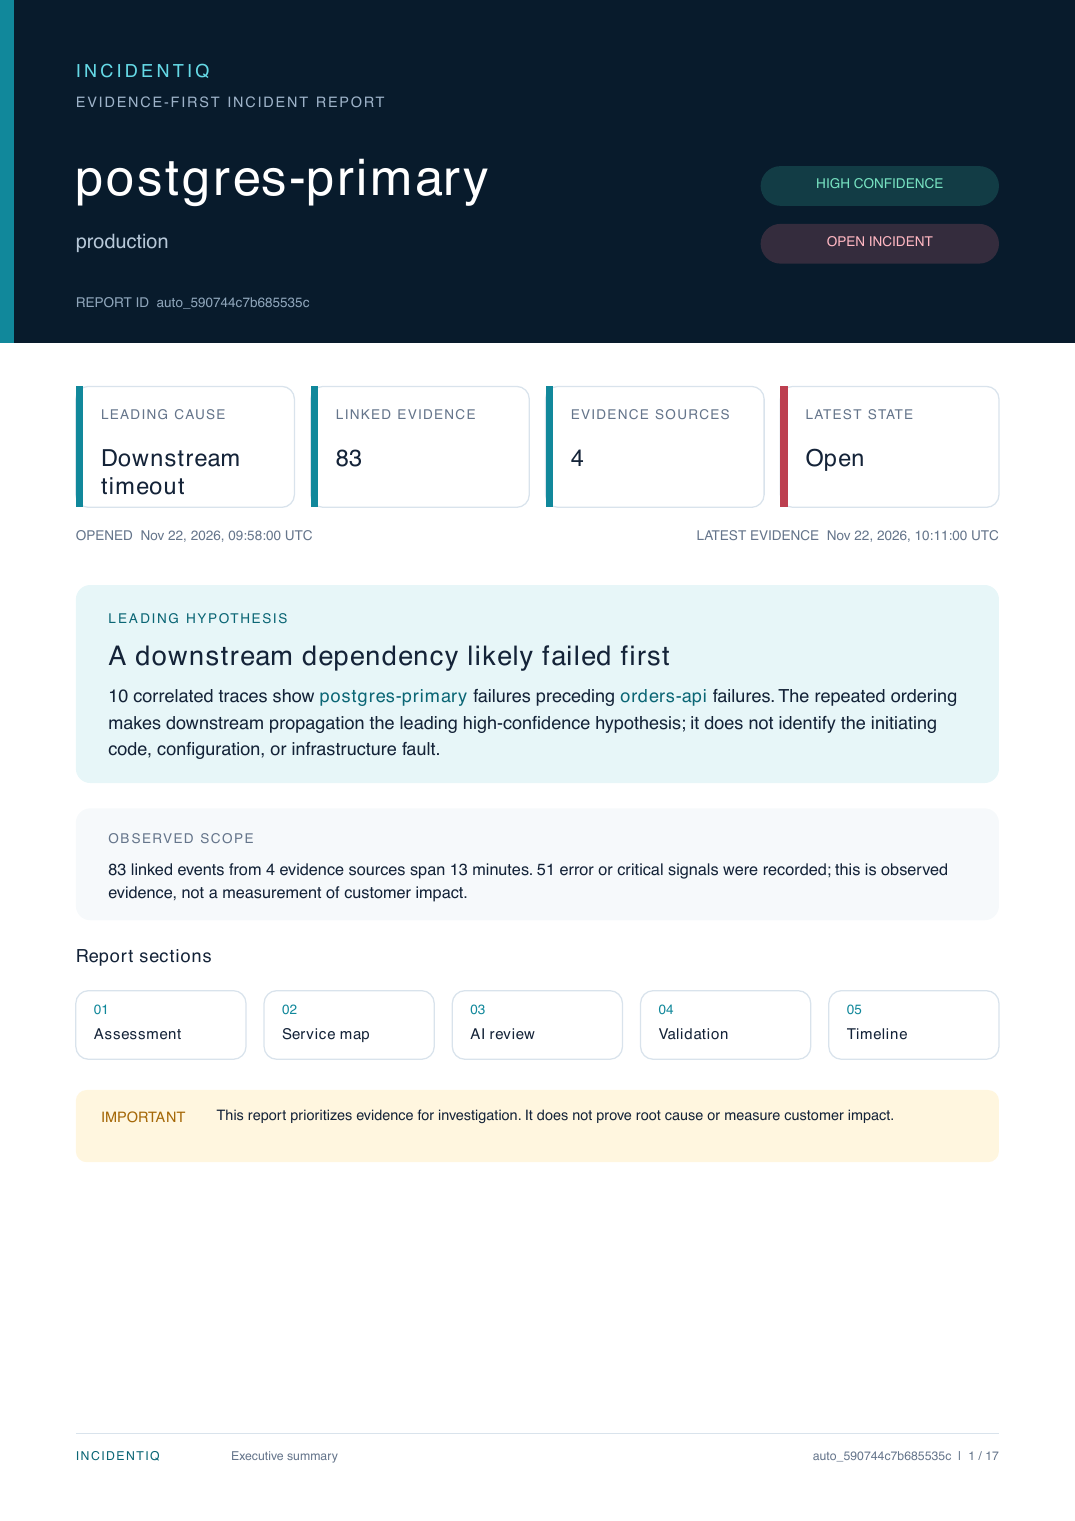 INCIDENTIQ
EVIDENCE-FIRST INCIDENT REPORT
postgres-primary
production
REPORT ID auto_590744c7b685535c
HIGH CONFIDENCE
OPEN INCIDENT
LEADING CAUSE
Downstream
timeout
LINKED EVIDENCE
83
EVIDENCE SOURCES
4
LATEST STATE
Open
OPENED Nov 22, 2026, 09:58:00 UTC
LATEST EVIDENCE Nov 22, 2026, 10:11:00 UTC
LEADING HYPOTHESIS
A downstream dependency likely failed first
10 correlated traces show postgres-primary failures preceding orders-api failures. The repeated ordering
makes downstream propagation the leading high-confidence hypothesis; it does not identify the initiating
code, configuration, or infrastructure fault.
OBSERVED SCOPE
83 linked events from 4 evidence sources span 13 minutes. 51 error or critical signals were recorded; this is observed
evidence, not a measurement of customer impact.
Report sections
01
Assessment
02
Service map
03
AI review
04
Validation
05
Timeline
IMPORTANT This report prioritizes evidence for investigation. It does not prove root cause or measure customer impact.
INCIDENTIQ Executive summary auto_590744c7b685535c | 1 / 17